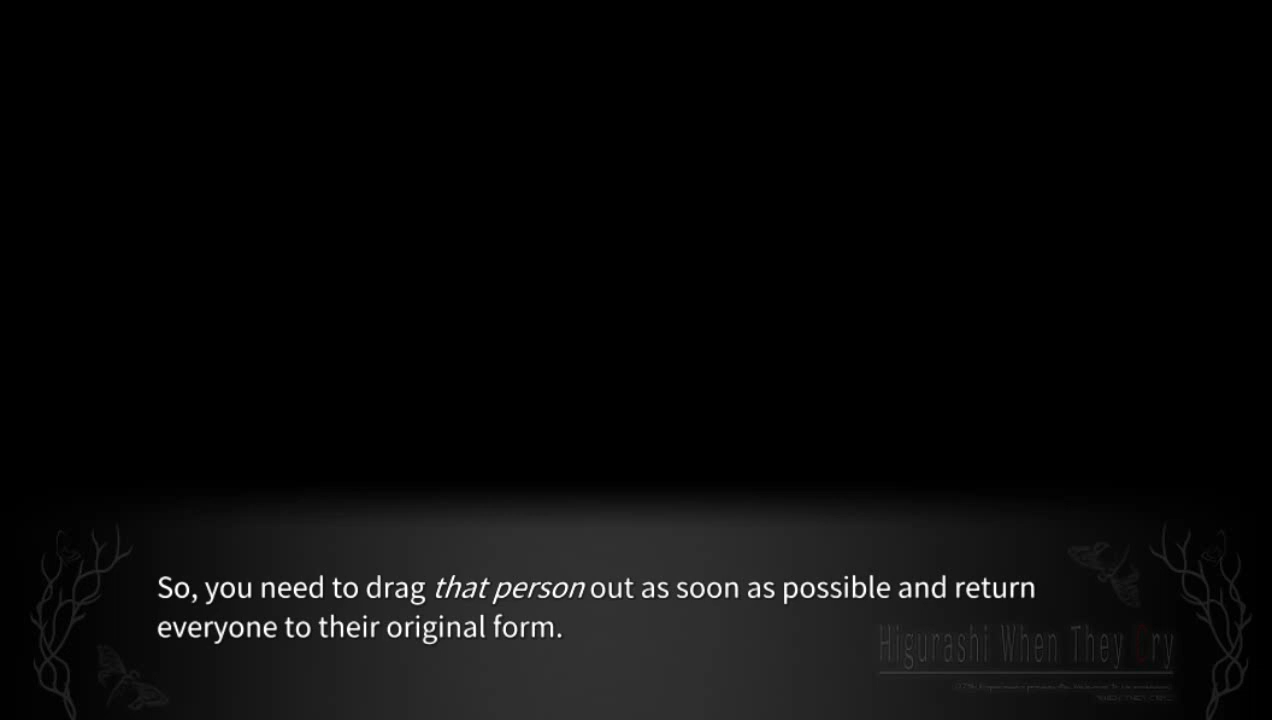 So, you need to drag that person out as soon as possible and return
everyone to their original form.
Higurashi When They Cry